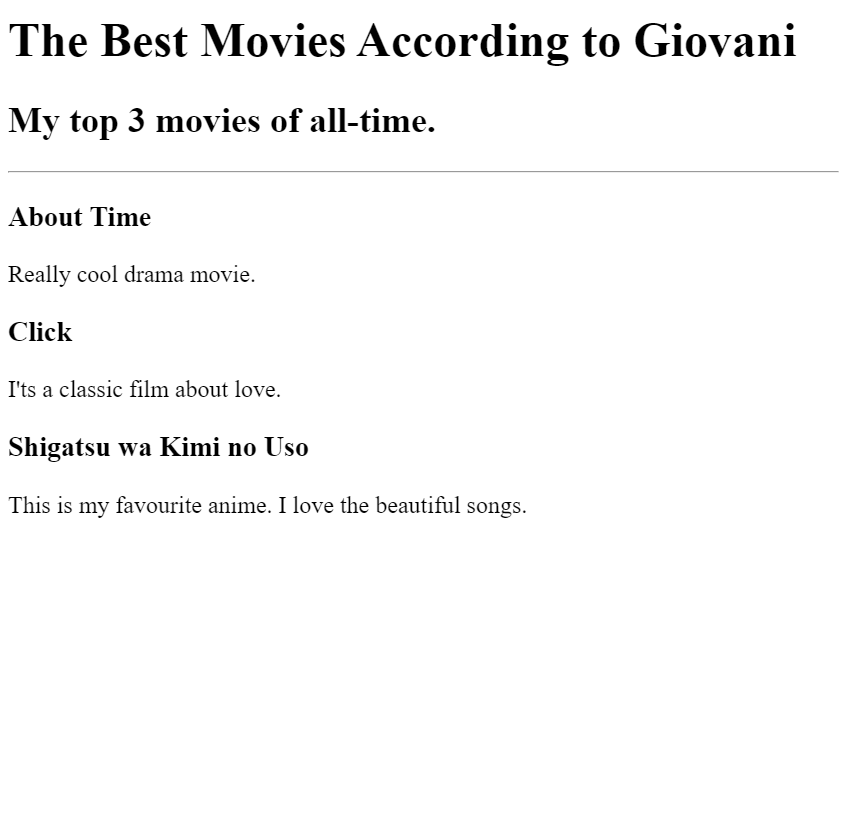 The Best Movies According to Giovani
My top 3 movies of all-time.
About Time
Really cool drama movie.
Click
I'ts a classic film about love.
Shigatsu wa Kimi no Uso
This is my favourite anime. I love the beautiful songs.